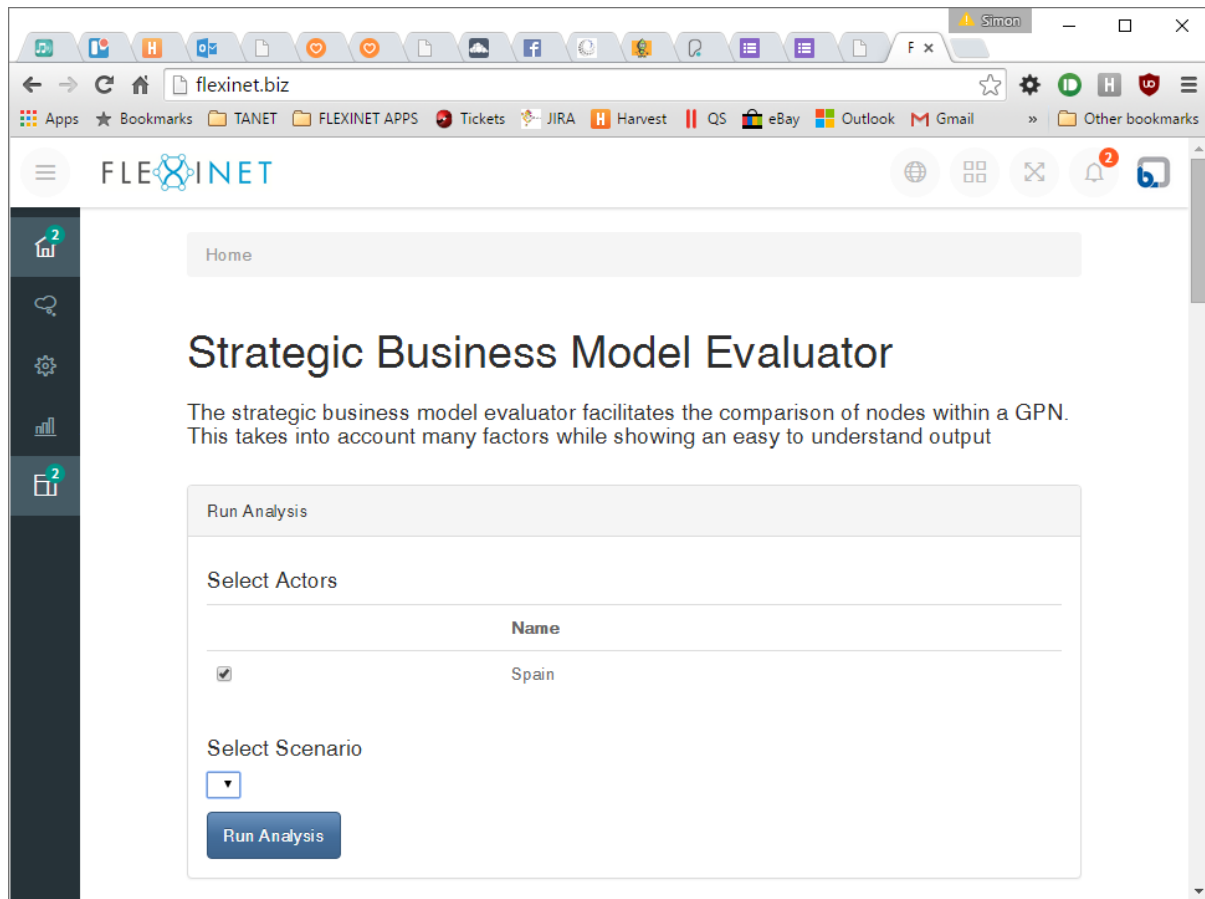 Simon
F
flexinet.biz
Apps Bookmarks TANET FLEXINET APPS Tickets JIRA Harvest QS eBay Outlook Gmail » Other bookmarks
FLEXINET
2
2
Home
Strategic Business Model Evaluator
The strategic business model evaluator facilitates the comparison of nodes within a GPN.
This takes into account many factors while showing an easy to understand output
2
Run Analysis
Select Actors
Name
Spain
Select Scenario
Run Analysis